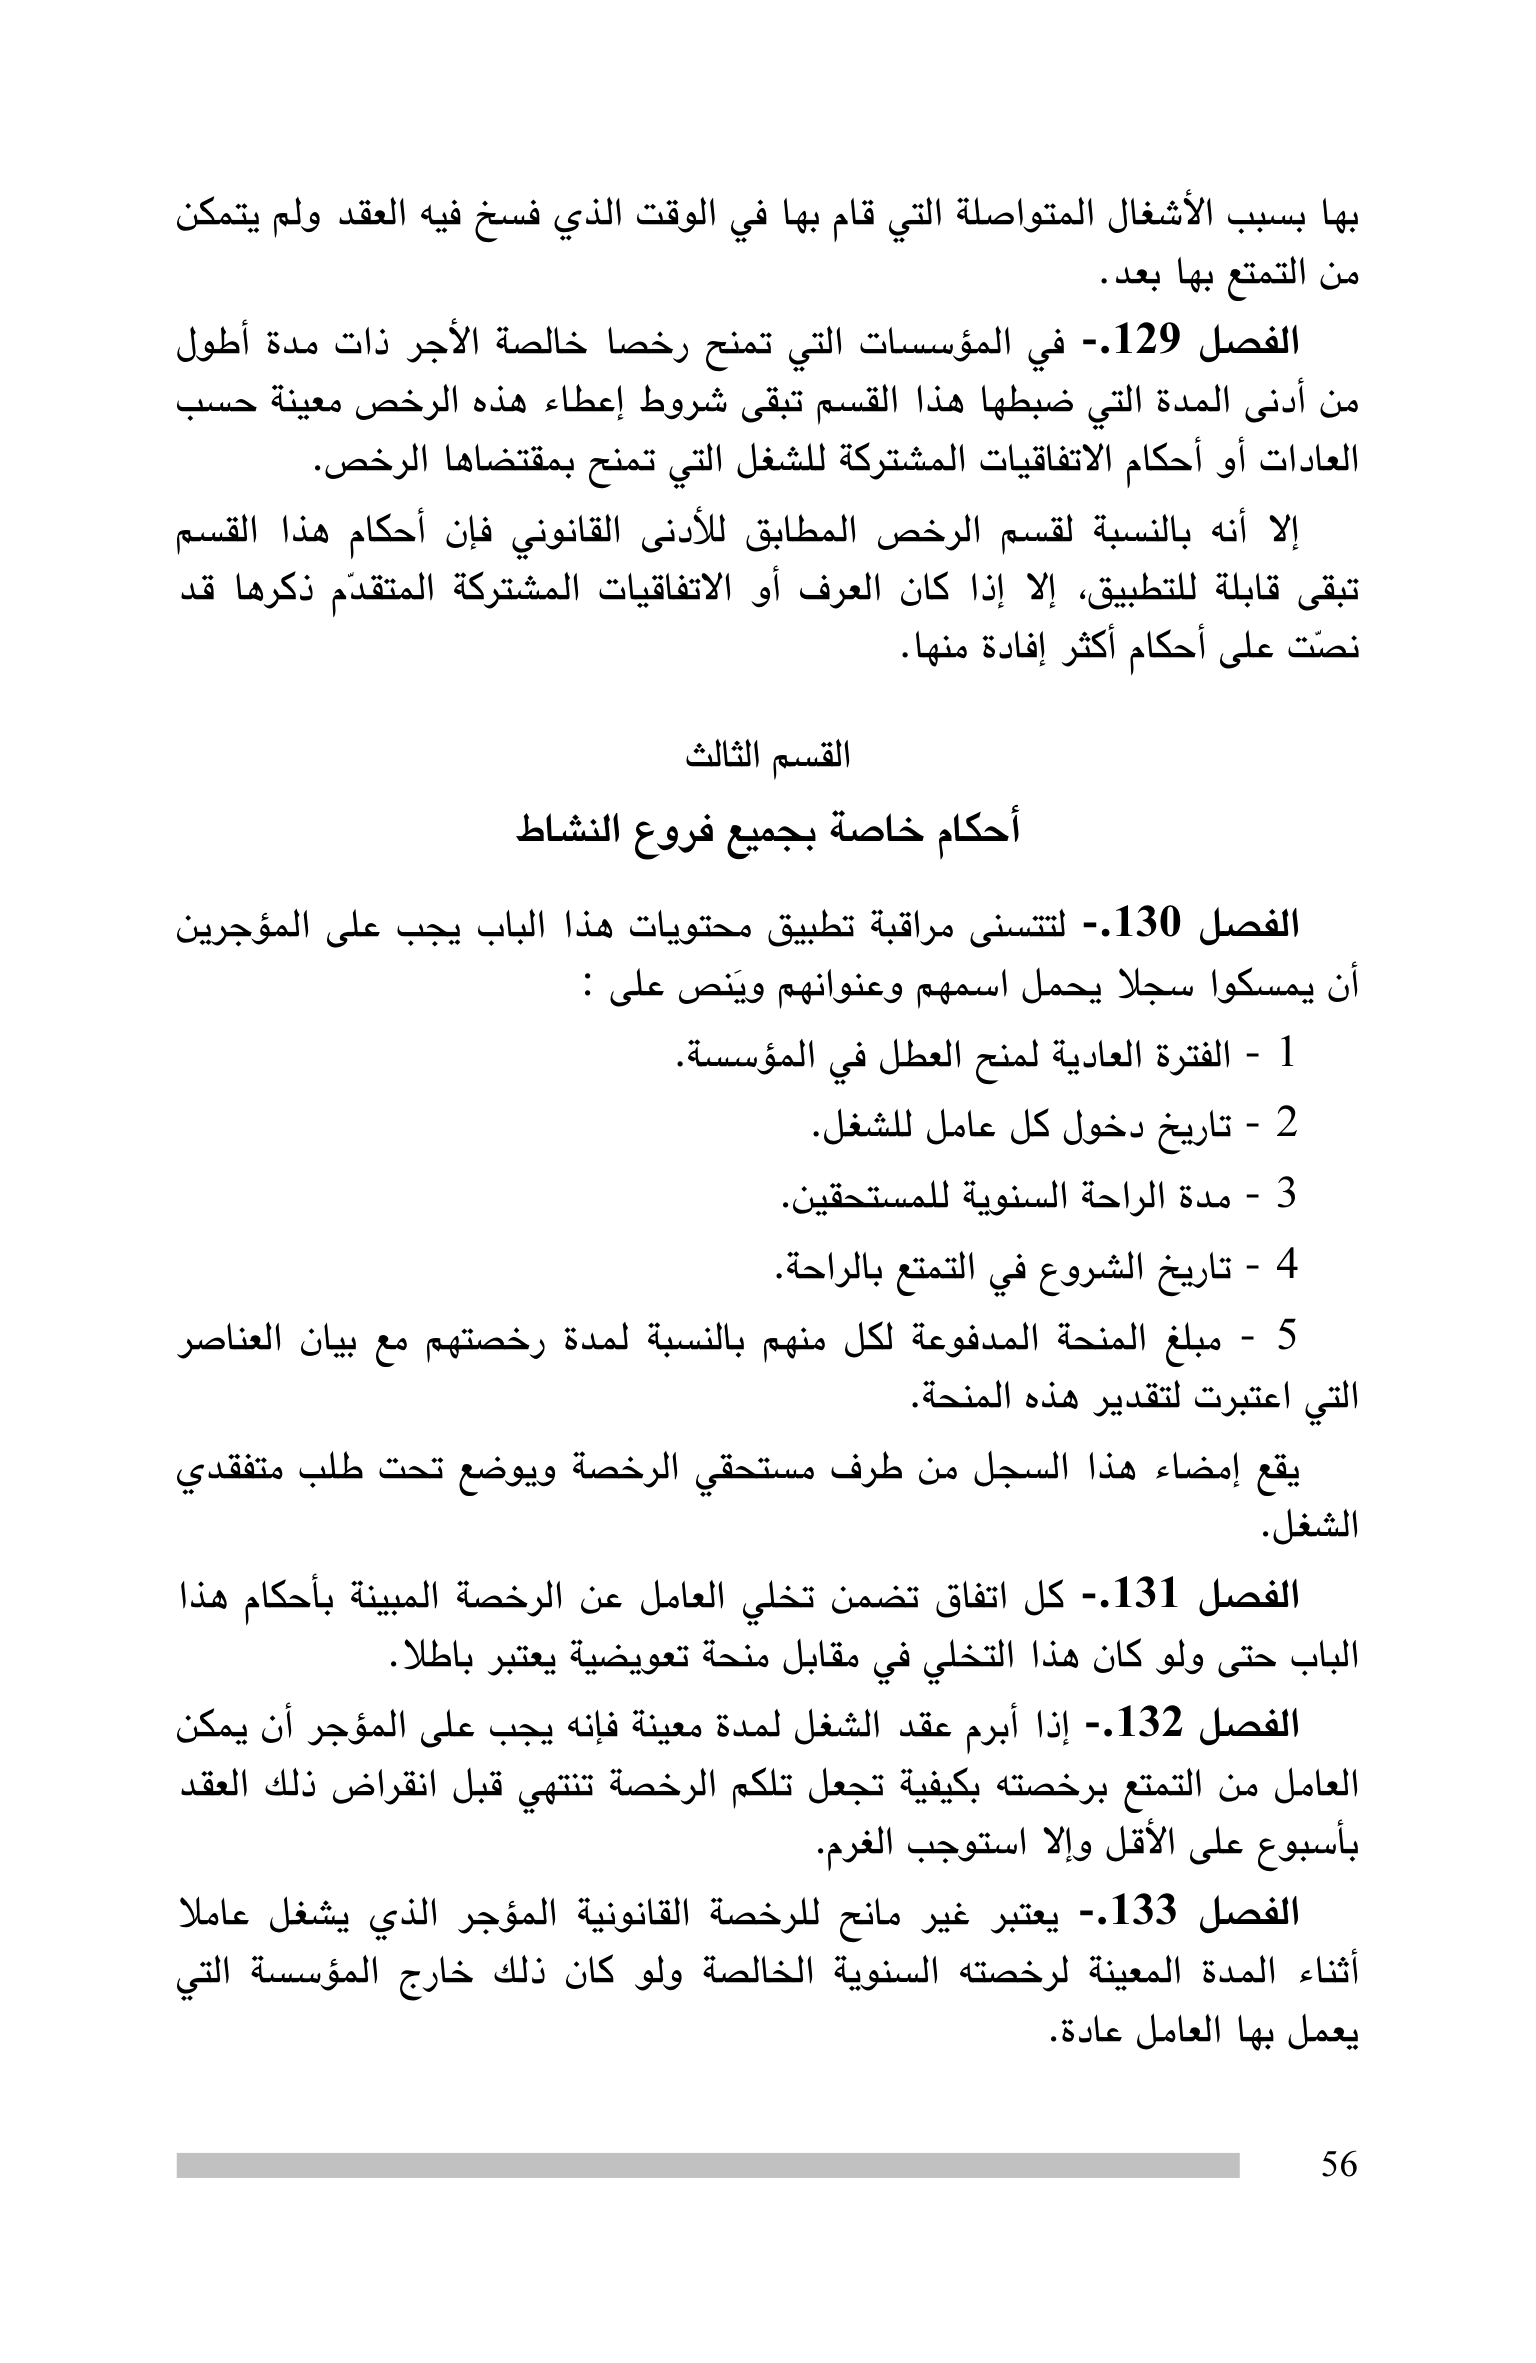 بها بسبب الأشغال المتواصلة التي قام بها في الوقت الذي فسخ فيه العقد ولم يتمكن
من التمتع بها بعد.
الفصل 129.- في المؤسسات التي تمنح رخصا خالصة الأجر ذات مدة أطول
من أدنى المدة التي ضبطها هذا القسم تبقى شروط إعطاء هذه الرخص معينة حسب
العادات أو أحكام الاتفاقيات المشتركة للشغل التي تمنح بمقتضاها الرخص.
إلا أنه بالنسبة لقسم الرخص المطابق للأدنى القانوني فإن أحكام هذا القسم
تبقى قابلة للتطبيق، إلا إذا كان العرف أو الاتفاقيات المشتركة المتقدّم ذكرها قد
نصّت على أحكام أكثر إفادة منها.
القسم الثالث
أحكام خاصة بجميع فروع النشاط
الفصل 130.- لتتسنى مراقبة تطبيق محتويات هذا الباب يجب على المؤجرين
أن يمسكوا سجلا يحمل اسمهم وعنوانهم ويَنص على :
1 - الفترة العادية لمنح العطل في المؤسسة.
2 - تاريخ دخول كل عامل للشغل.
3 - مدة الراحة السنوية للمستحقين.
4 - تاريخ الشروع في التمتع بالراحة.
5 - مبلغ المنحة المدفوعة لكل منهم بالنسبة لمدة رخصتهم مع بيان العناصر
التي اعتبرت لتقدير هذه المنحة.
يقع إمضاء هذا السجل من طرف مستحقي الرخصة ويوضع تحت طلب متفقدي
الشغل.
الفصل 131.- كل اتفاق تضمن تخلي العامل عن الرخصة المبينة بأحكام هذا
الباب حتى ولو كان هذا التخلي في مقابل منحة تعويضية يعتبر باطلا.
الفصل 132.- إذا أبرم عقد الشغل لمدة معينة فإنه يجب على المؤجر أن يمكن
العامل من التمتع برخصته بكيفية تجعل تلكم الرخصة تنتهي قبل انقراض ذلك العقد
بأسبوع على الأقل وإلا استوجب الغرم.
الفصل 133.- يعتبر غير مانح للرخصة القانونية المؤجر الذي يشغل عاملا
أثناء المدة المعينة لرخصته السنوية الخالصة ولو كان ذلك خارج المؤسسة التي
يعمل بها العامل عادة.
56